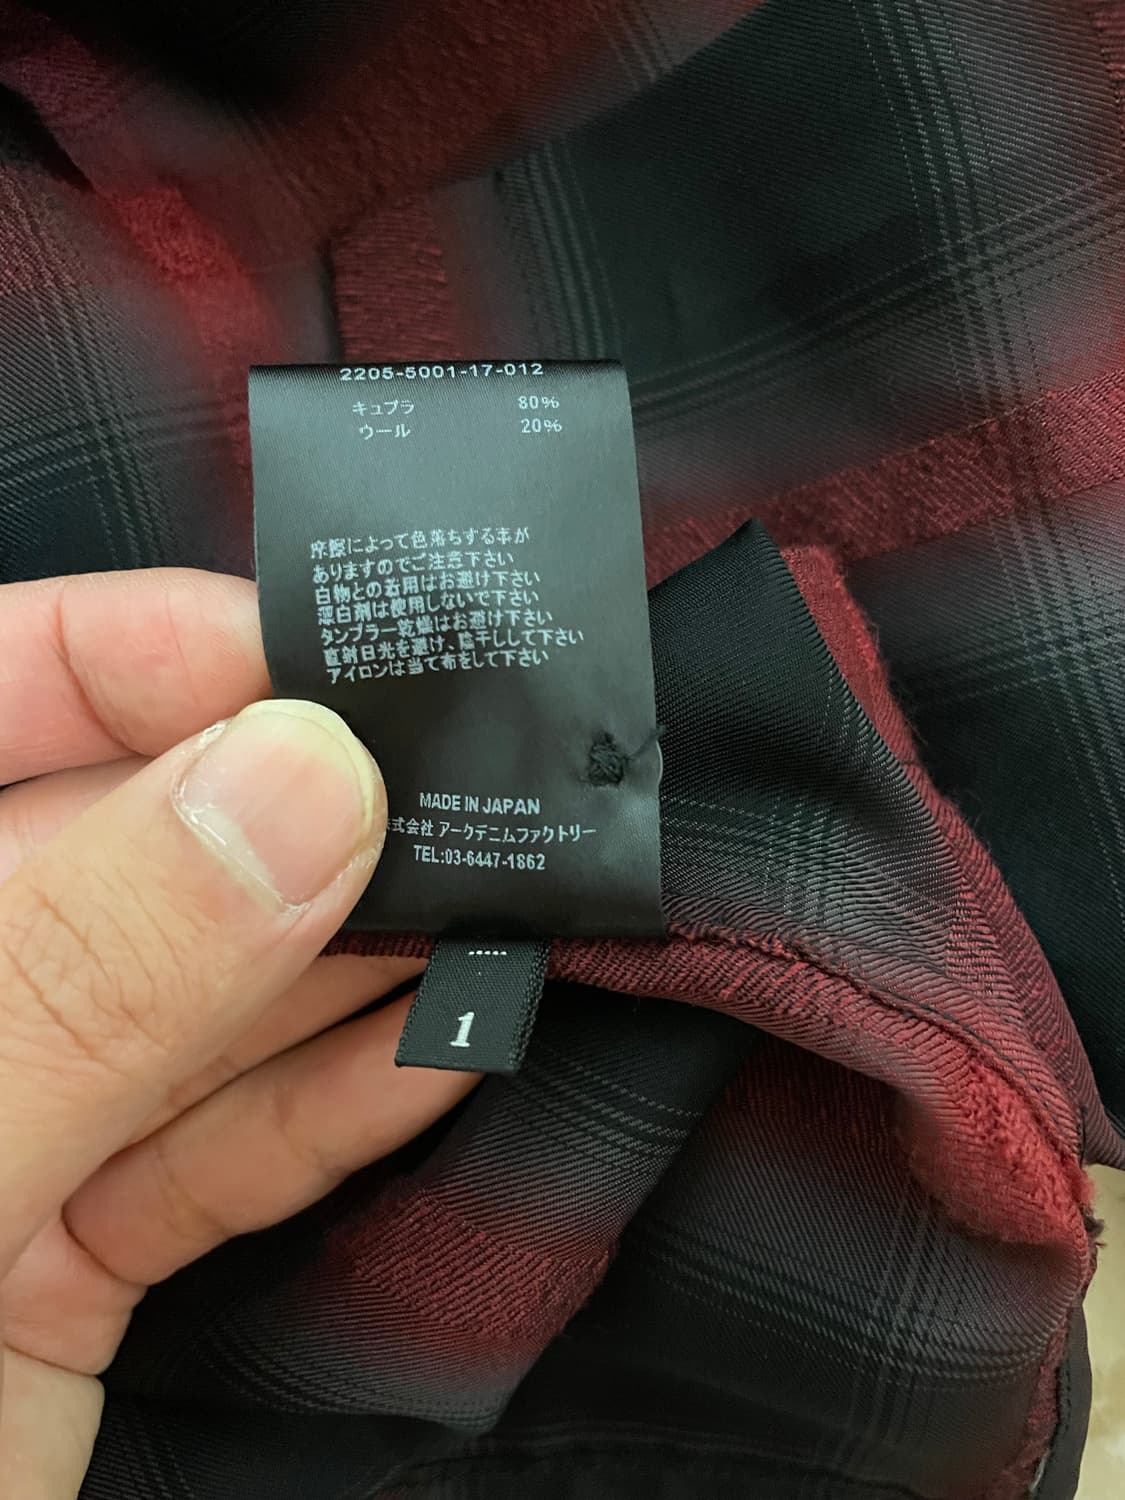 2205-5001-17-012
キュプラ 80%
ウール 20%
摩擦によって色落ちする事が
ありますのでご注意下さい
白物との着用はお避け下さい
漂白剤は使用しないで下さい
タンブラー乾燥はお避け下さい
直射日光を避け、陰干しして下さい
アイロンは当て布をして下さい
MADE IN JAPAN
式会社 アークデニムファクトリー
TEL:03-6447-1862
1